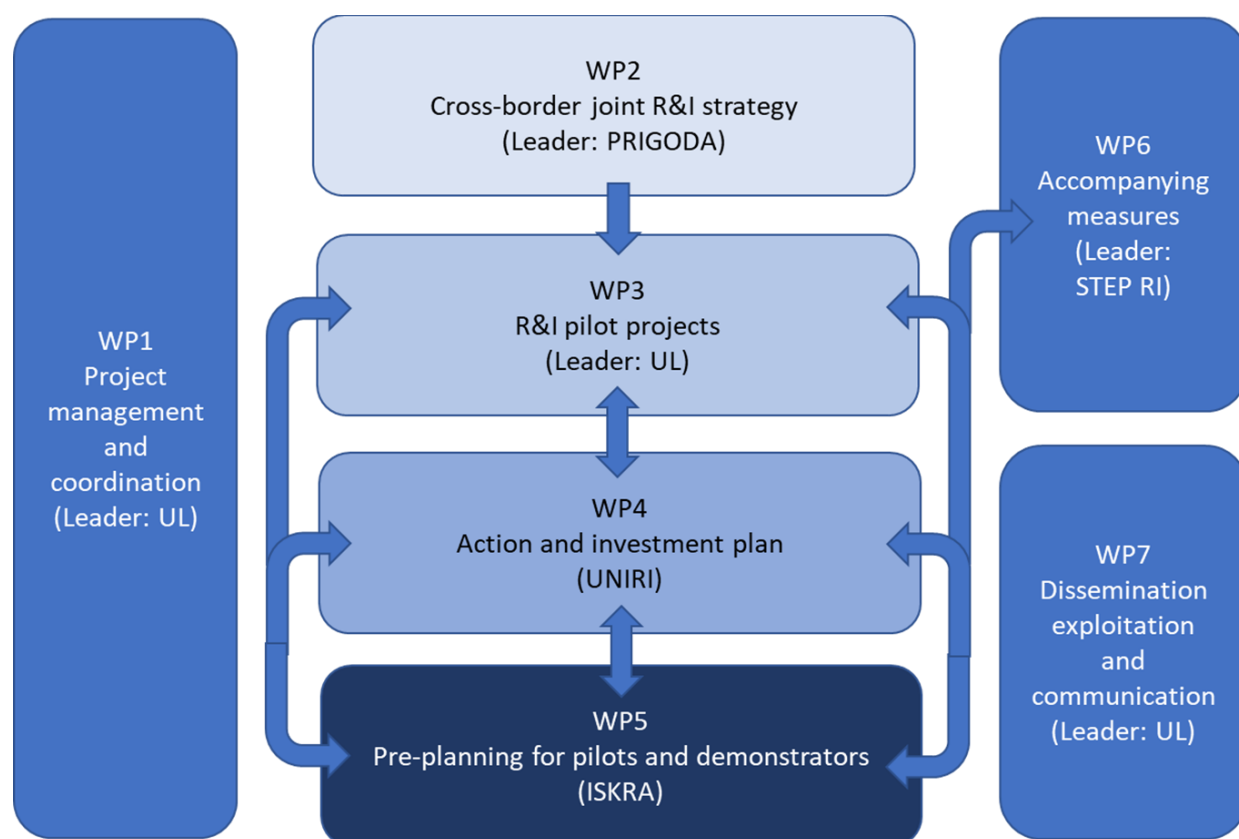 WP1
Project
management
and
coordination
(Leader: UL)
WP2
Cross-border joint R&I strategy
(Leader: PRIGODA)
WP3
R&I pilot projects
(Leader: UL)
WP4
Action and investment plan
(UNIRI)
WP5
Pre-planning for pilots and demonstrators
(ISKRA)
WP6
Accompanying
measures
(Leader:
STEP RI)
WP7
Dissemination
exploitation
and
communication
(Leader: UL)